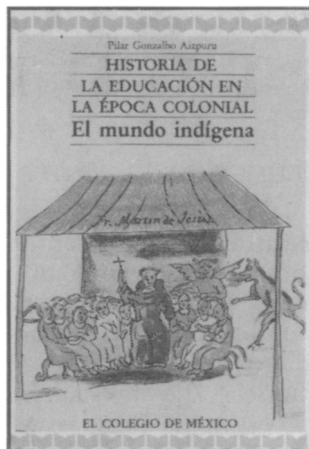 Pilar Gonzalbo Aizpuru
HISTORIA DE
LA EDUCACIÓN EN
LA ÉPOCA COLONIAL
El mundo indígena
Fr. Martin de Jesus.
EL COLEGIO DE MÉXICO